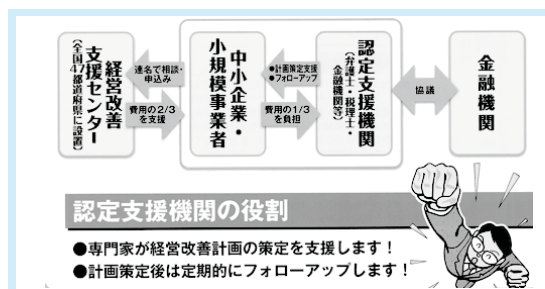 経営改善
支援センター
（全国47都道府県に設置）
連名で相談・
申込み
費用の2/3
を支援
中小企業・
小規模事業者
●計画策定支援
●フォローアップ
費用の1/3
を負担
認定支援機関
（弁護士・税理士・
金融機関等）
協議
金融機関
認定支援機関の役割
●専門家が経営改善計画の策定を支援します！
●計画策定後は定期的にフォローアップします！